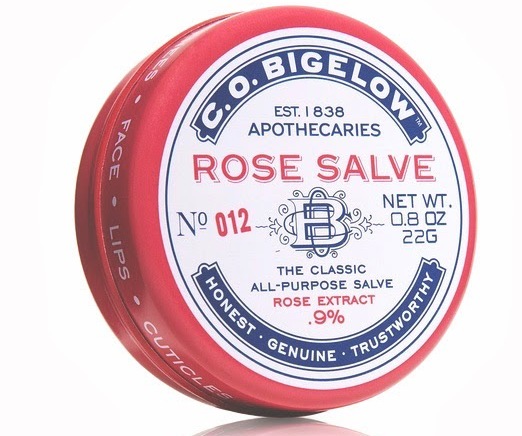 C.O. BIGELOW™
EST. 1838
APOTHECARIES
ROSE SALVE
Nº 012
B
NET WT.
0.8 OZ
22G
THE CLASSIC
ALL-PURPOSE SALVE
ROSE EXTRACT
.9%
HONEST · GENUINE · TRUSTWORTHY
• FACE • LIPS • CUTICLES